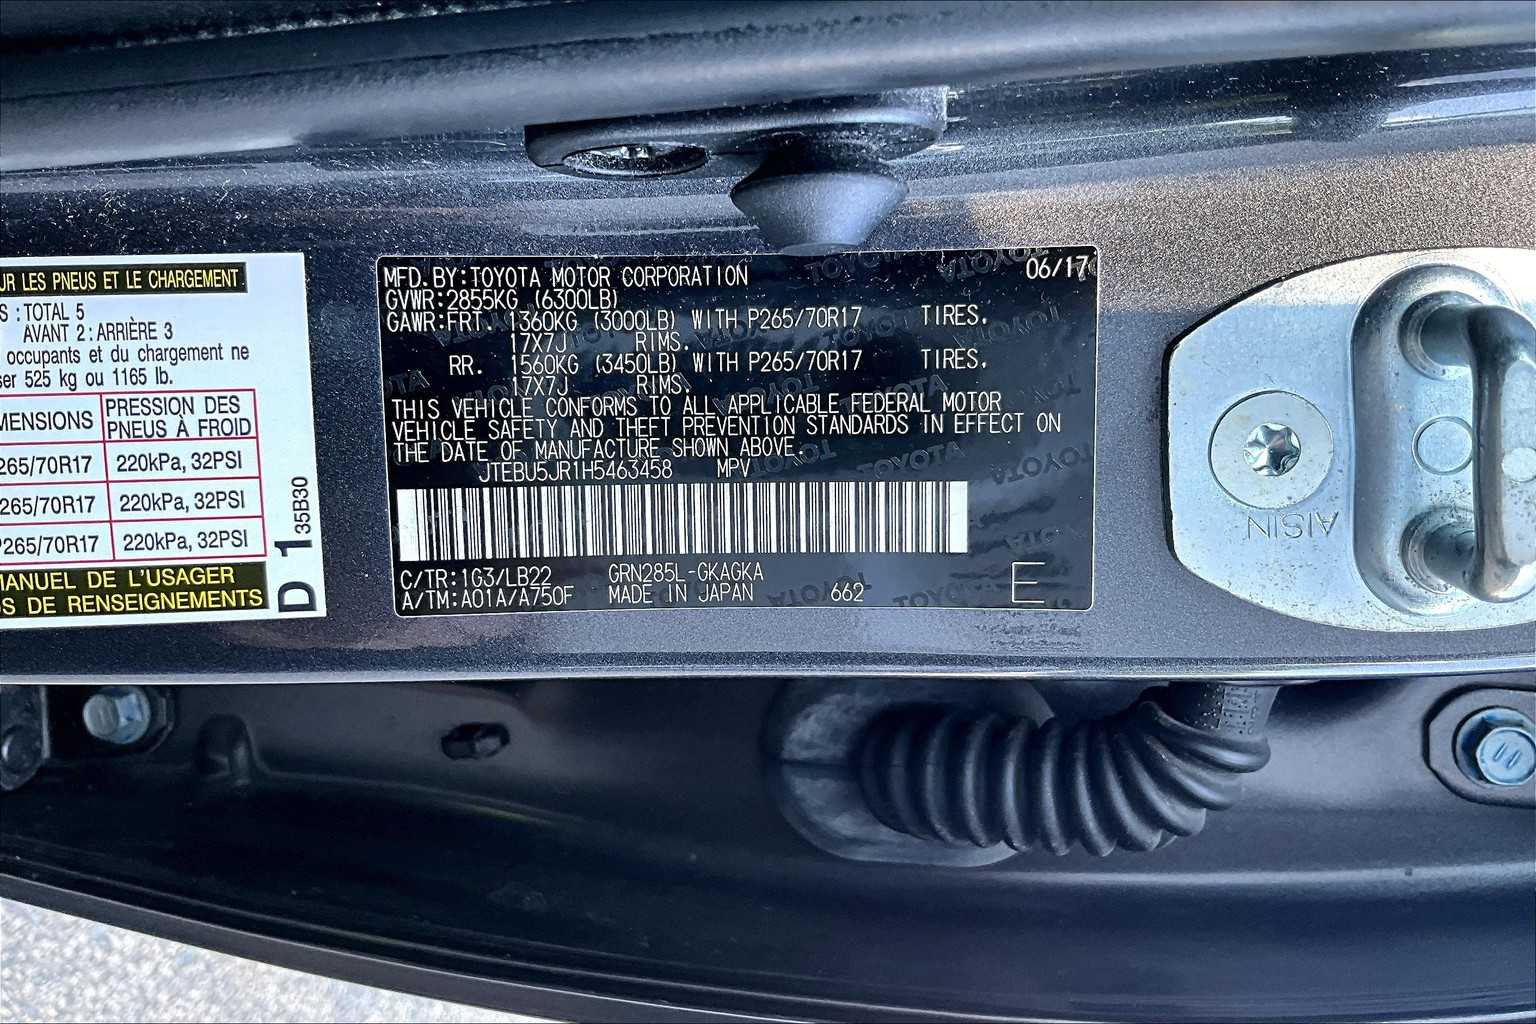 UR LES PNEUS ET LE CHARGEMENT
S : TOTAL 5
AVANT 2 : ARRIÈRE 3
occupants et du chargement ne
ser 525 kg ou 1165 lb.
MENSIONS
PRESSION DES
PNEUS À FROID
265/70R17 220kPa, 32PSI
265/70R17 220kPa, 32PSI
P265/70R17 220kPa, 32PSI
MANUEL DE L'USAGER
S DE RENSEIGNEMENTS
D 1 35B30
MFD. BY: TOYOTA MOTOR CORPORATION 06/17
GVWR: 2855KG (6300LB)
GAWR: FRT. 1360KG (3000LB) WITH P265/70R17 TIRES,
17X7J RIMS.
RR. 1560KG (3450LB) WITH P265/70R17 TIRES,
17X7J RIMS.
THIS VEHICLE CONFORMS TO ALL APPLICABLE FEDERAL MOTOR
VEHICLE SAFETY AND THEFT PREVENTION STANDARDS IN EFFECT ON
THE DATE OF MANUFACTURE SHOWN ABOVE.
JTEBU5JR1H5463458 MPV
C/TR: 1G3/LB22 GRN285L-GKAGKA
A/TM: A01A/A750F MADE IN JAPAN 662 E
AISIN